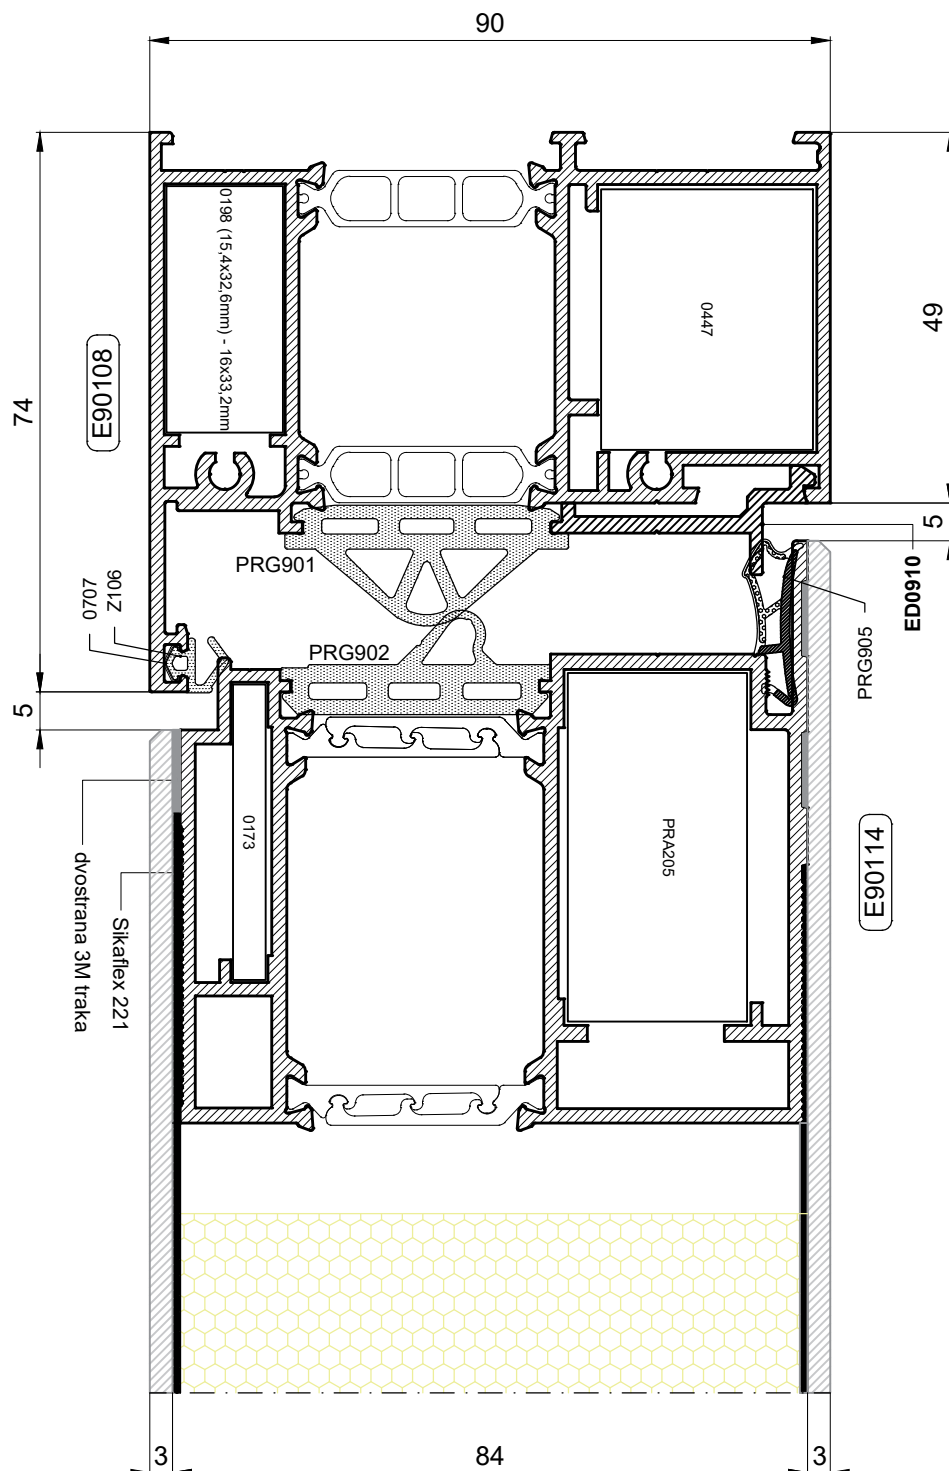 90
0198 (15,4x32,6mm) - 16x33,2mm
0447
49
E90108
74
5
PRG901
ED0910
0707
Z106
PRG902
PRG905
5
0173
PRA205
E90114
Sikaflex 221
dvostrana 3M traka
3
84
3